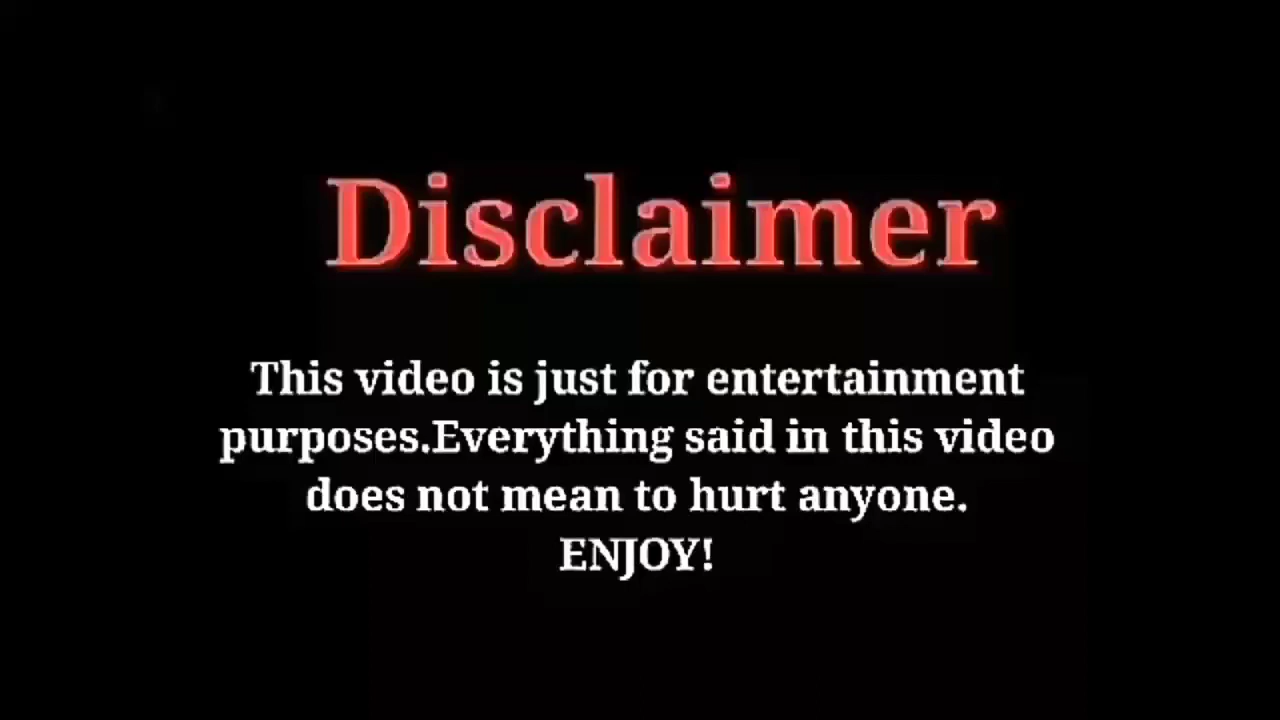 Disclaimer
This video is just for entertainment
purposes.Everything said in this video
does not mean to hurt anyone.
ENJOY!